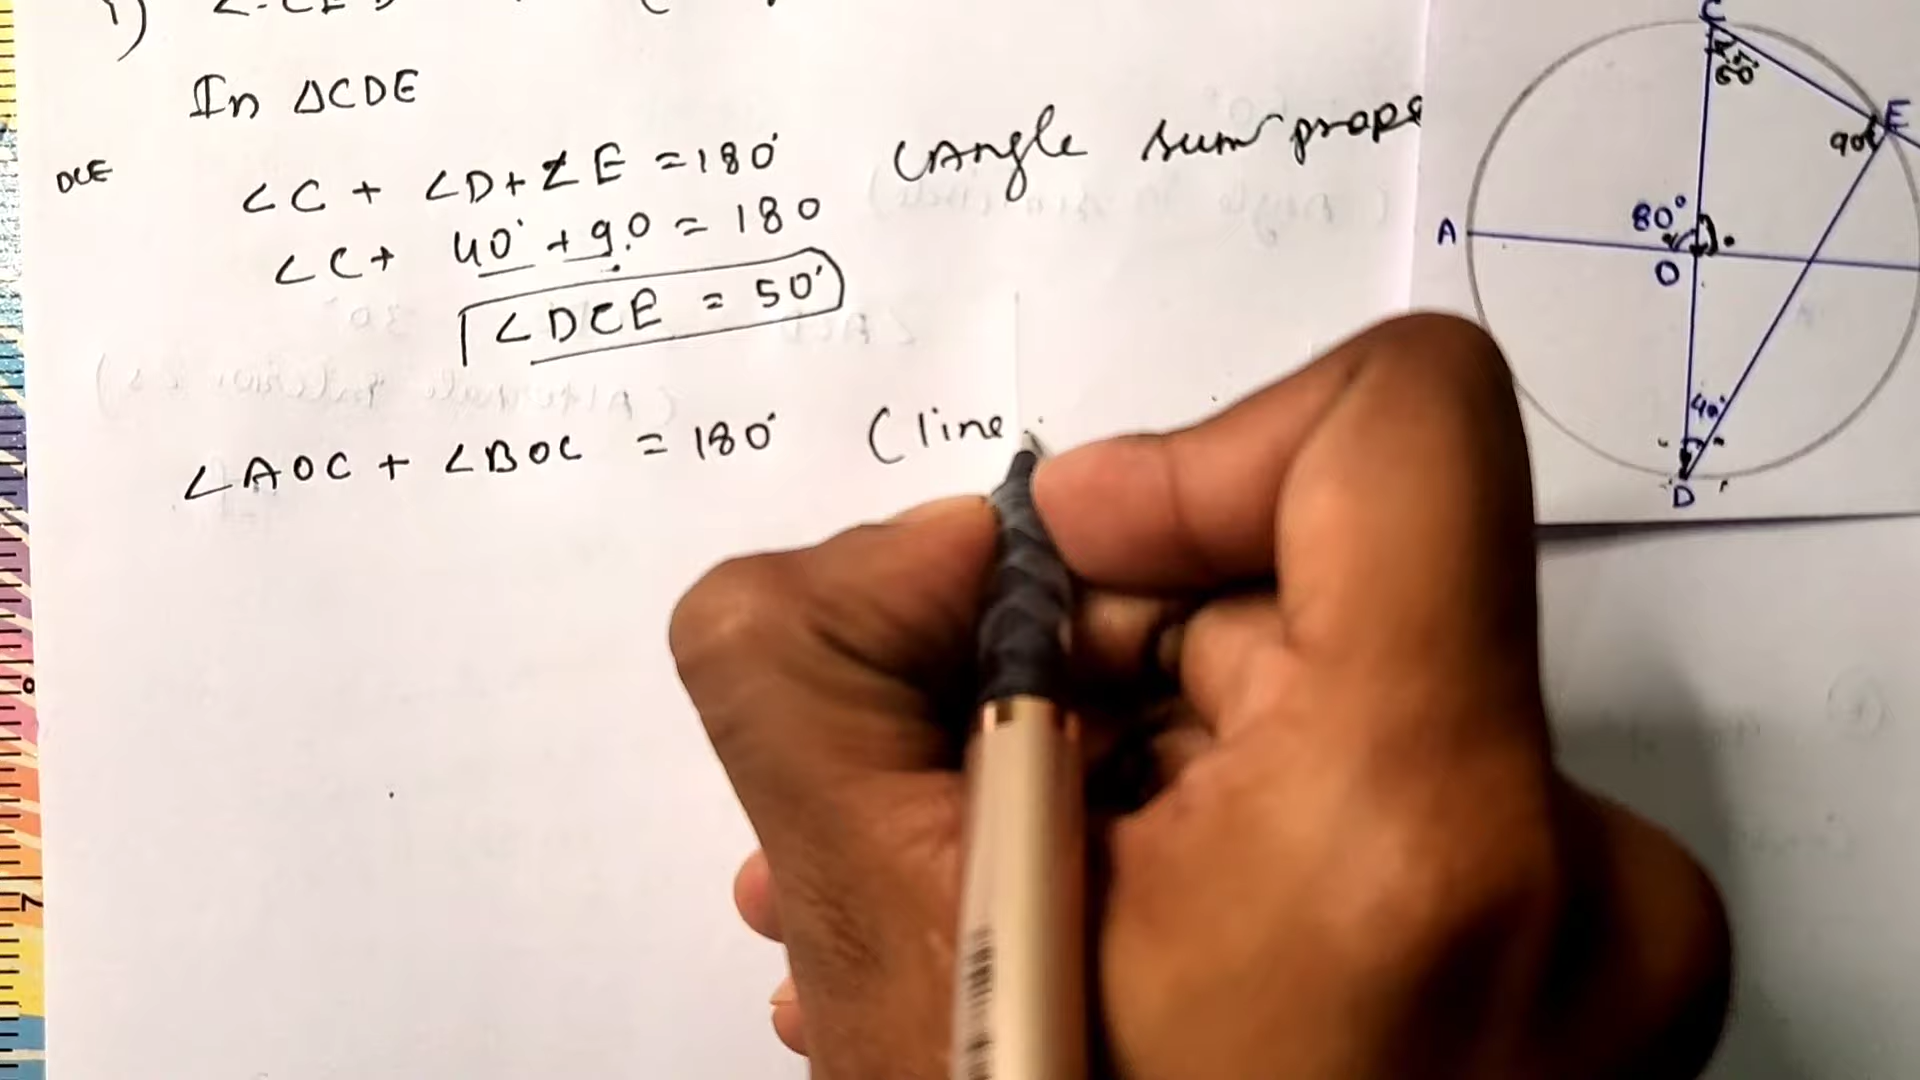 In ΔCDE
DCE
∠C + ∠D + ∠E = 180° (Angle sum prope
∠C + 40° + 90 = 180
∠DCE = 50°
∠AOC + ∠BOC = 180° (line
C
E
90
80°
A
O
40°
D